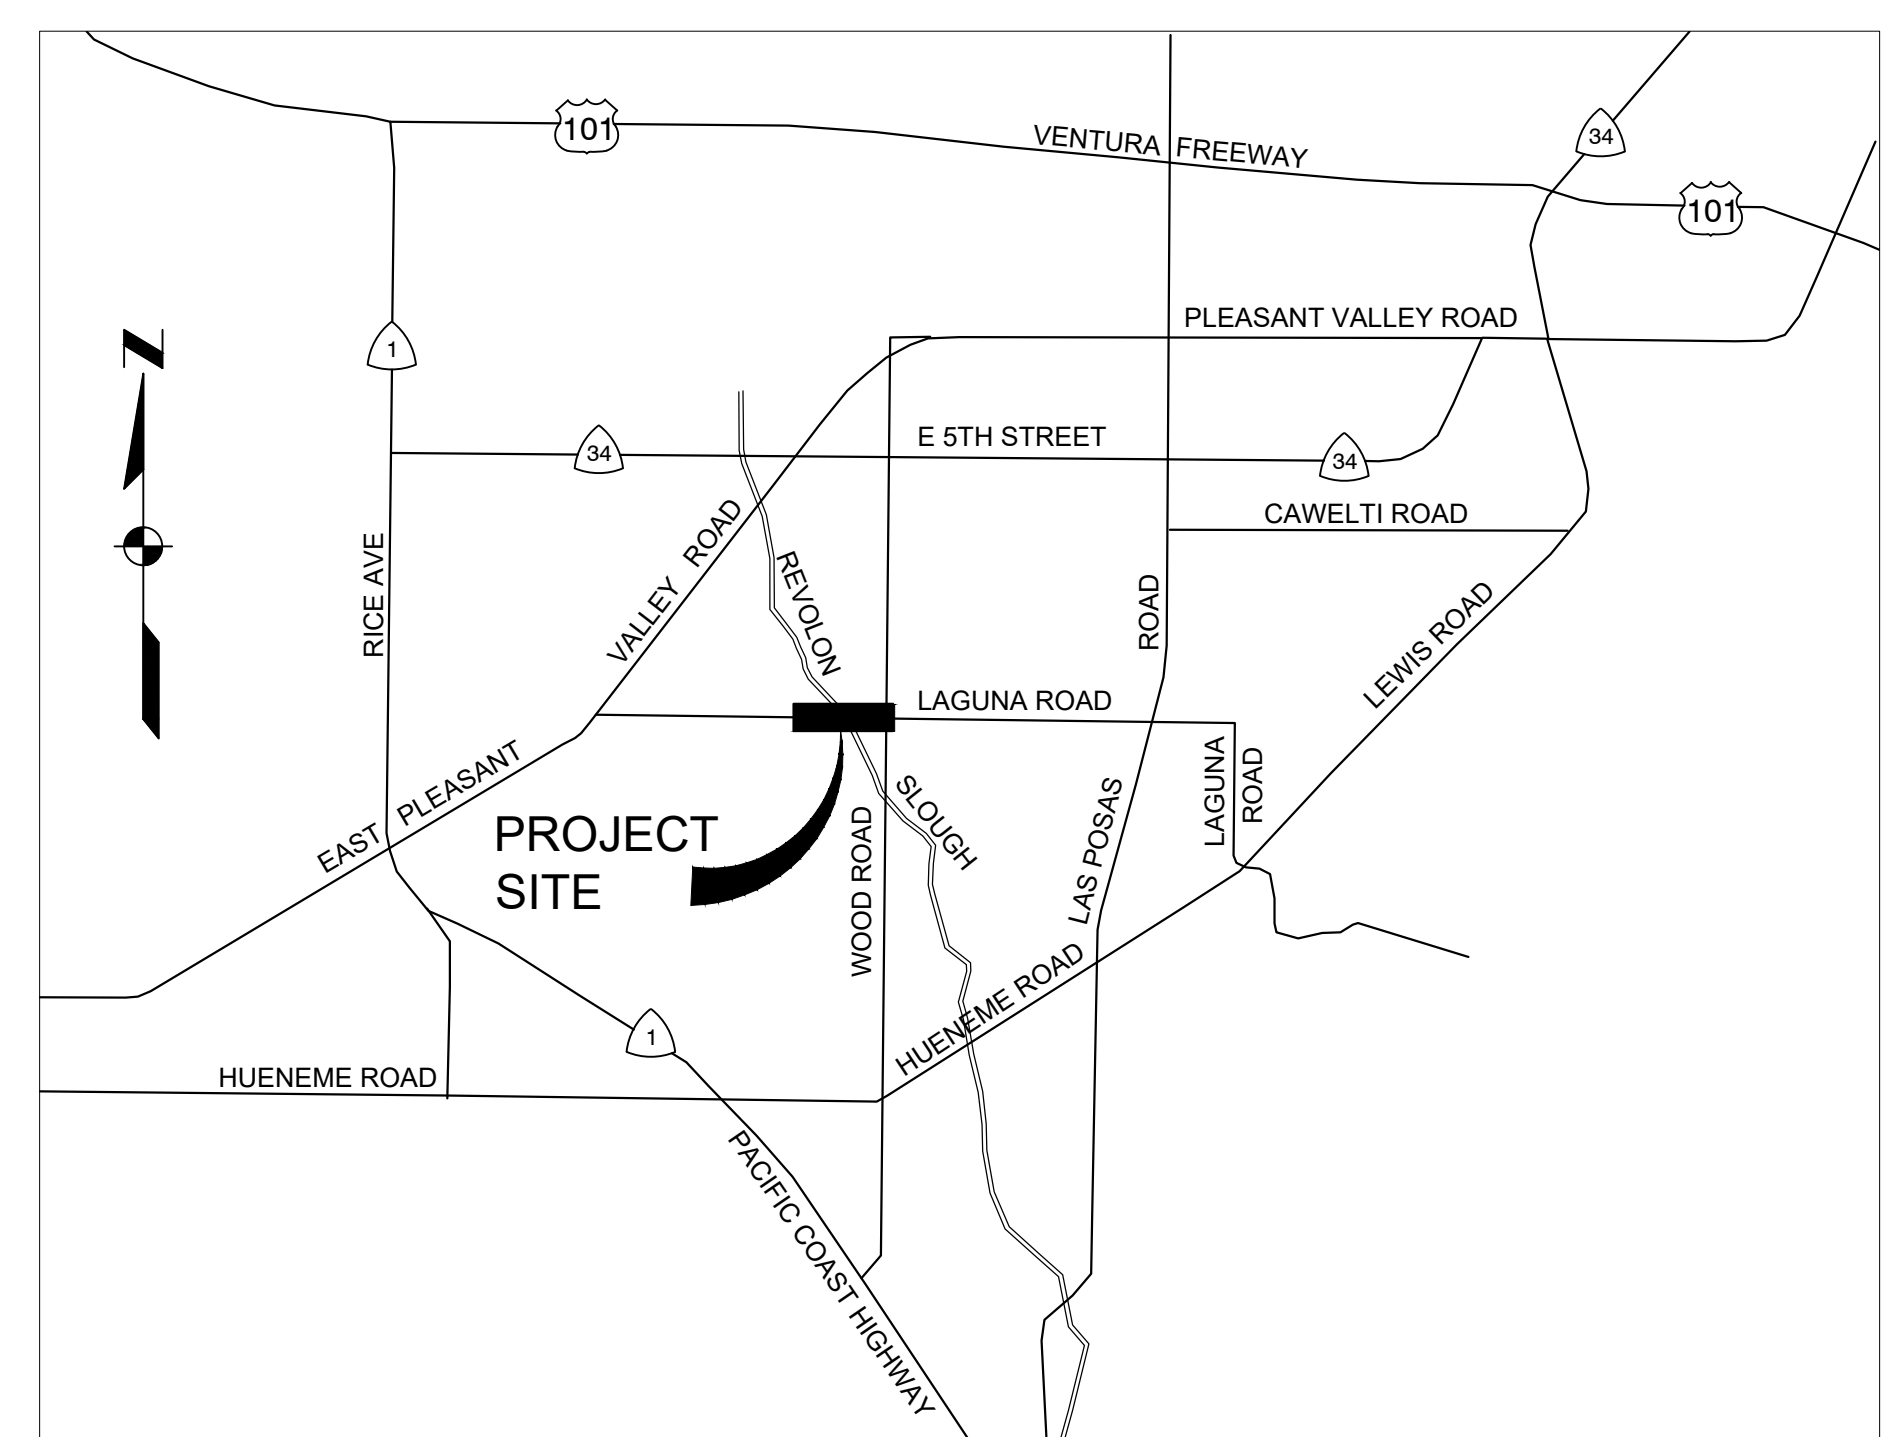 101
VENTURA FREEWAY
34
101
N
1
PLEASANT VALLEY ROAD
34
E 5TH STREET
34
CAWELTI ROAD
RICE AVE
VALLEY ROAD
REVOLON
ROAD
LEWIS ROAD
LAGUNA ROAD
EAST PLEASANT
LAGUNA
ROAD
PROJECT
SITE
WOOD ROAD
SLOUGH
LAS POSAS
HUENEME ROAD
1
HUENEME ROAD
PACIFIC COAST HIGHWAY